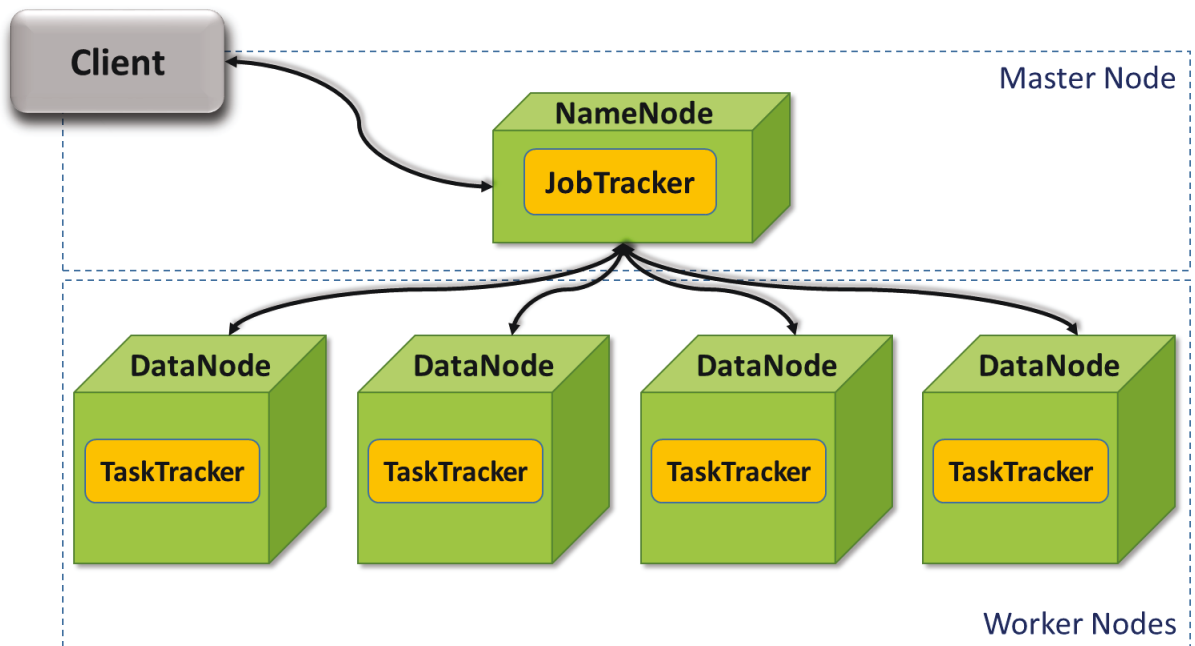 Client
Master Node
NameNode
JobTracker
DataNode
DataNode
DataNode
DataNode
TaskTracker
TaskTracker
TaskTracker
TaskTracker
Worker Nodes